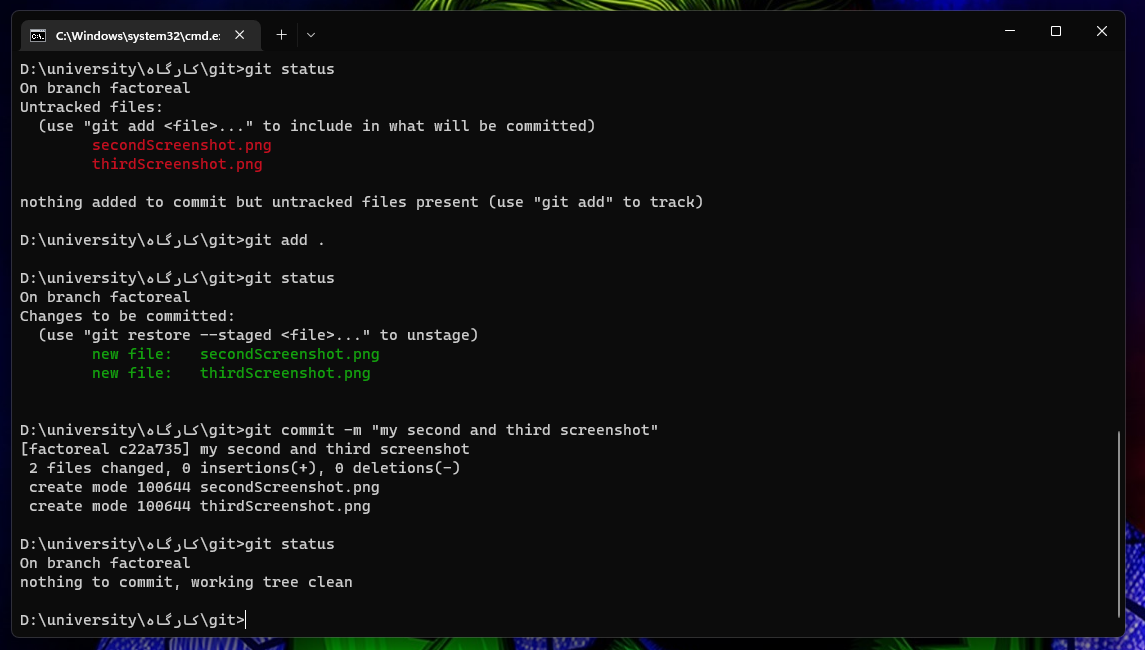 C:\Windows\system32\cmd.e:
D:\university\کارگاه\git>git status
On branch factoreal
Untracked files:
  (use "git add <file>..." to include in what will be committed)
        secondScreenshot.png
        thirdScreenshot.png
nothing added to commit but untracked files present (use "git add" to track)
D:\university\کارگاه\git>git add .
D:\university\کارگاه\git>git status
On branch factoreal
Changes to be committed:
  (use "git restore --staged <file>..." to unstage)
        new file:   secondScreenshot.png
        new file:   thirdScreenshot.png
D:\university\کارگاه\git>git commit -m "my second and third screenshot"
[factoreal c22a735] my second and third screenshot
 2 files changed, 0 insertions(+), 0 deletions(-)
 create mode 100644 secondScreenshot.png
 create mode 100644 thirdScreenshot.png
D:\university\کارگاه\git>git status
On branch factoreal
nothing to commit, working tree clean
D:\university\کارگاه\git>